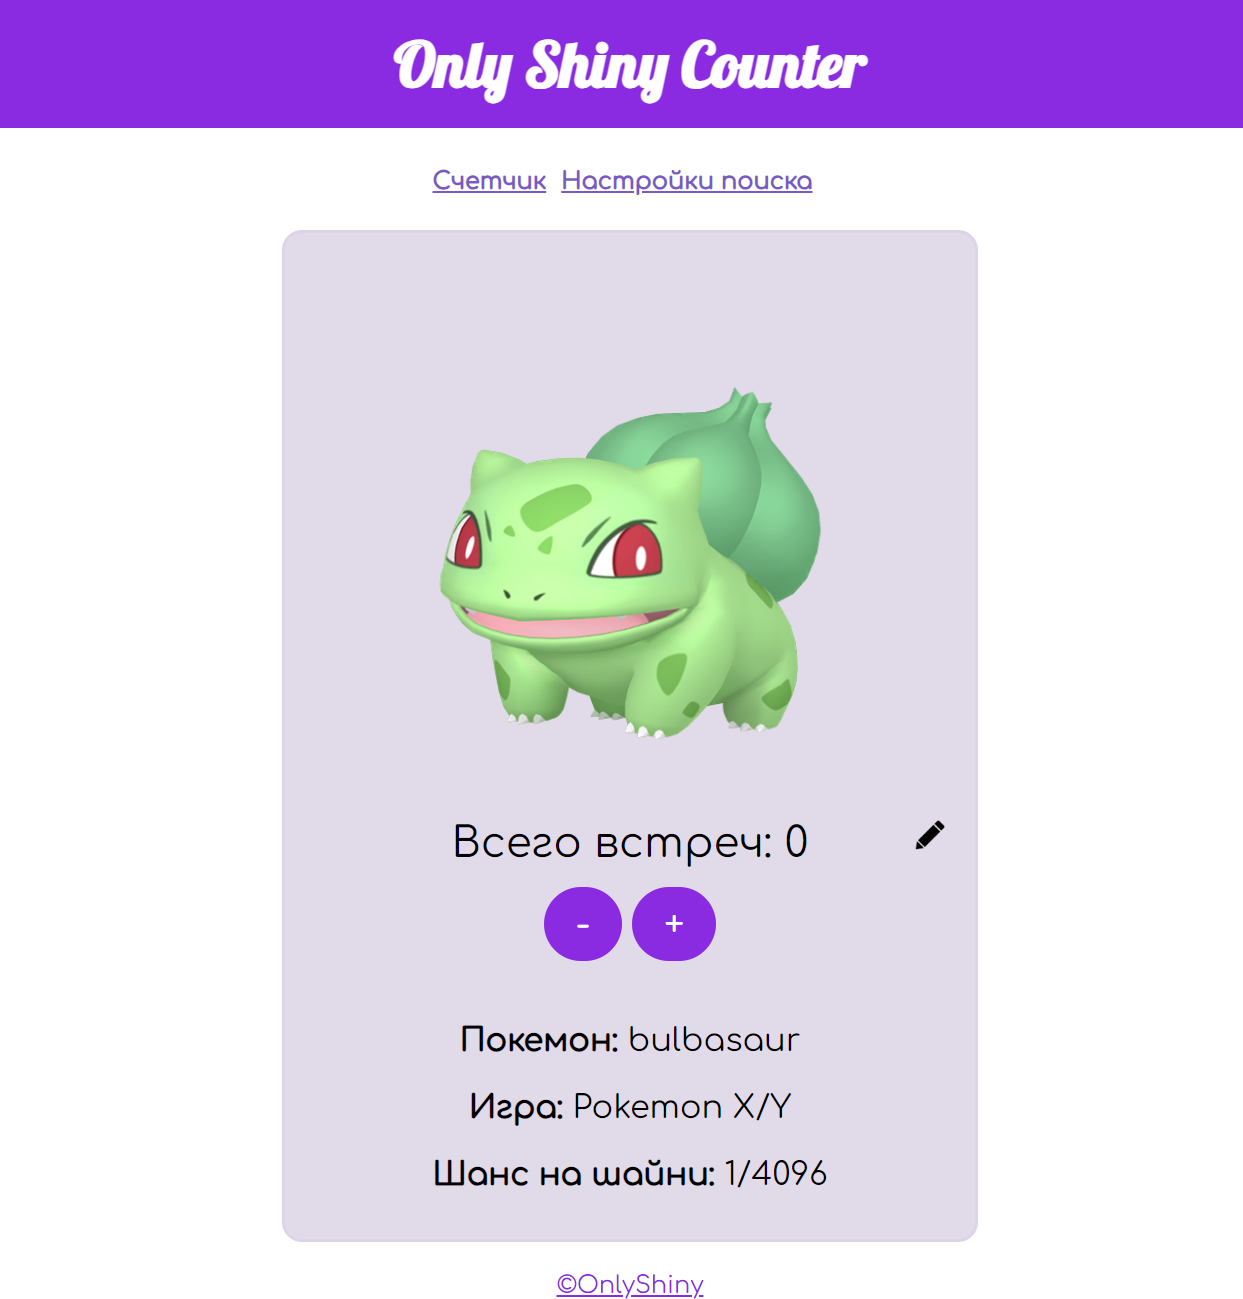 Only Shiny Counter
Счетчик Настройки поиска
Всего встреч: 0
- +
Покемон: bulbasaur
Игра: Pokemon X/Y
Шанс на шайни: 1/4096
©OnlyShiny